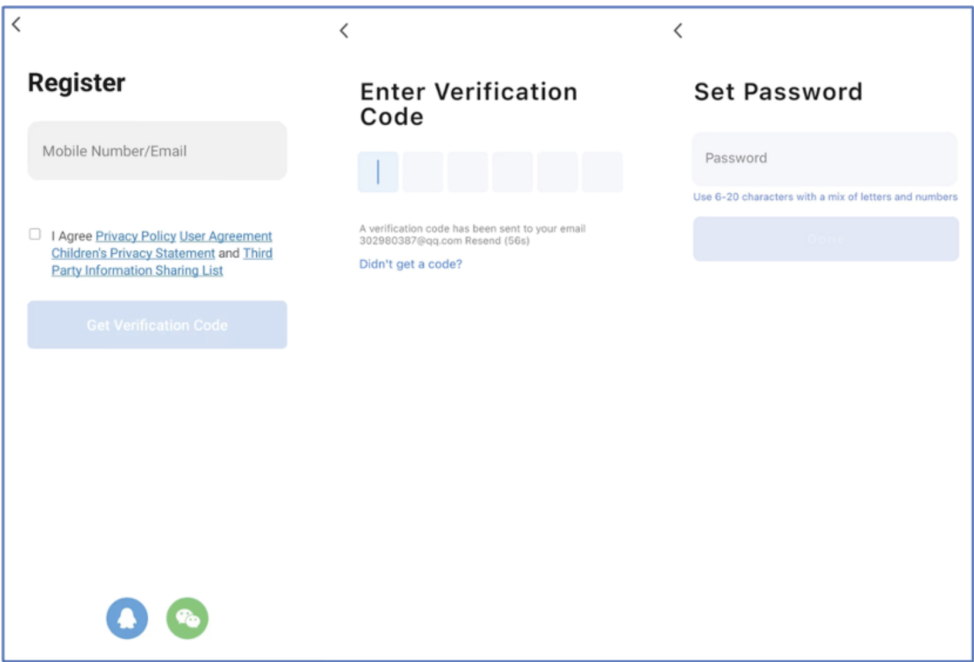 Register
Mobile Number/Email
I Agree Privacy Policy User Agreement
Children's Privacy Statement and Third
Party Information Sharing List
Get Verification Code
Enter Verification
Code
A verification code has been sent to your email
302980387@qq.com Resend (56s)
Didn't get a code?
Set Password
Password
Use 6-20 characters with a mix of letters and numbers
Done